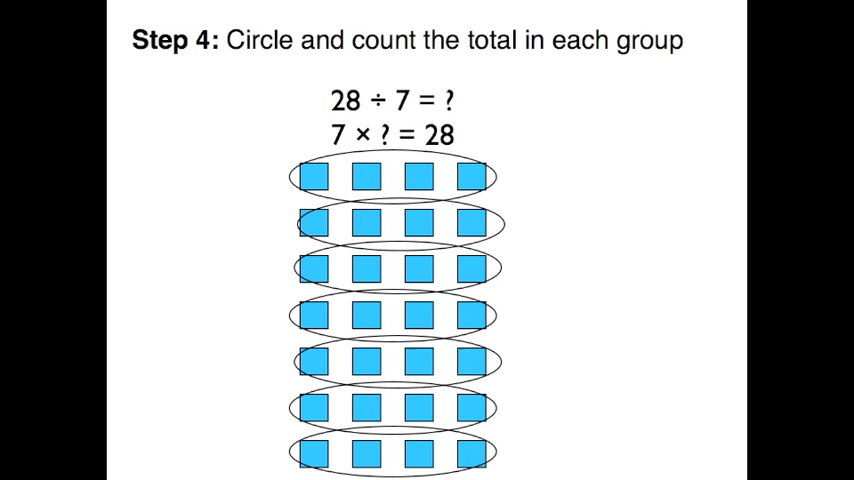 Step 4: Circle and count the total in each group
28 ÷ 7 = ?
7 × ? = 28